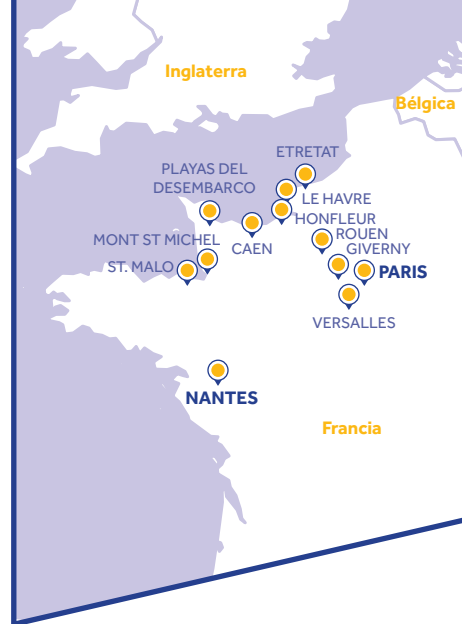 Inglaterra
Bélgica
ETRETAT
PLAYAS DEL
DESEMBARCO
LE HAVRE
HONFLEUR
ROUEN
MONT ST MICHEL
CAEN
GIVERNY
ST. MALO
PARIS
VERSALLES
NANTES
Francia